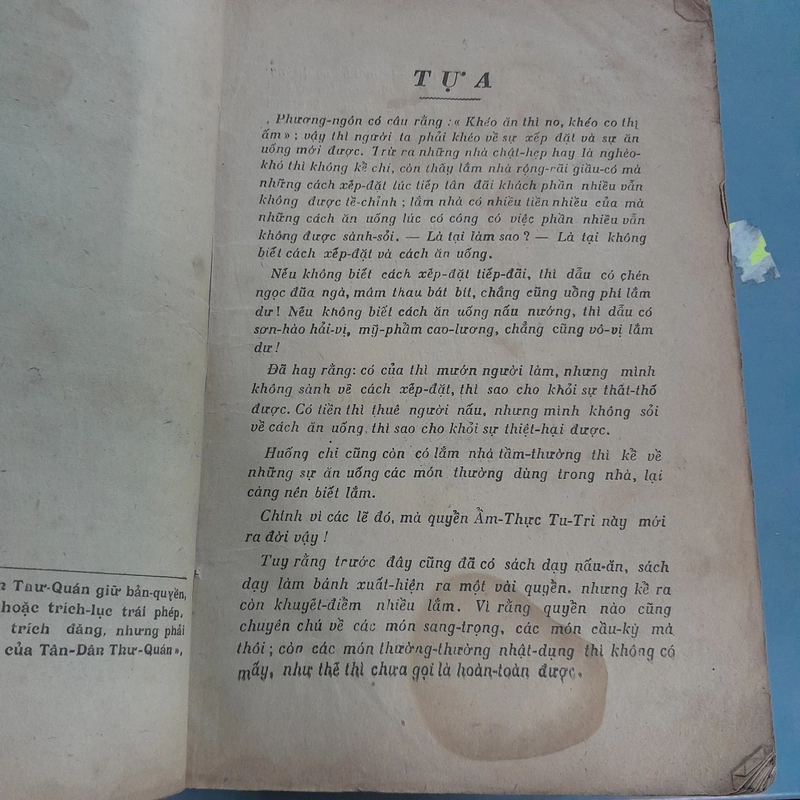 n Thư-Quán giữ bản-quyền,
hoặc trích-lục trái phép,
trích đăng, nhưng phải
của Tân-Dân Thư-Quán»,
TỰA
Phương-ngôn có câu rằng : « Khéo ăn thì no, khéo co thị
ấm » ; vậy thì người ta phải khéo về sự xếp đặt và sự ăn
uống mới được. Trừ ra những nhà chật-hẹp hay là nghèo-
khó thì không kể chi, còn thấy lắm nhà rộng-rãi giầu-có mà
những cách xếp-đặt lúc tiếp tân đãi khách phần nhiều vẫn
không được tề-chỉnh ; lắm nhà có nhiều tiền nhiều của mà
những cách ăn uống lúc có công có việc phần nhiều vẫn
không được sành-sỏi. — Là tại làm sao ? — Là tại không
biết cách xếp-đặt và cách ăn uống.
Nếu không biết cách xếp-đặt tiếp-đãi, thì dẫu có chén
ngọc đũa ngà, mâm thau bát bít, chẳng cũng uổng phí lắm
dư ! Nếu không biết cách ăn uống nấu nướng, thì dẫu có
sơn-hào hải-vị, mỹ-phẩm cao-lương, chẳng cũng vô-vị lắm
dư !
Đã hay rằng: có của thì mướn người làm, nhưng mình
không sành về cách xếp-đặt, thì sao cho khỏi sự thất-thố
được. Có tiền thì thuê người nấu, nhưng mình không sỏi
về cách ăn uống, thì sao cho khỏi sự thiệt-hại được.
Huống chi cũng còn có lắm nhà tầm-thường thì kể về
những sự ăn uống các món thường dùng trong nhà, lại
càng nên biết lắm.
Chính vì các lẽ đó, mà quyển Ẩm-Thực Tu-Tri này mới
ra đời vậy !
Tuy rằng trước đây cũng đã có sách dạy nấu-ăn, sách
dạy làm bánh xuất-hiện ra một vài quyển. nhưng kể ra
còn khuyết-điểm nhiều lắm. Vì rằng quyển nào cũng
chuyên chú về các món sang-trọng, các món cầu-kỳ mà
thôi ; còn các món thường-thường nhật-dụng thì không có
mấy, như thế thì chưa gọi là hoàn-toàn được.